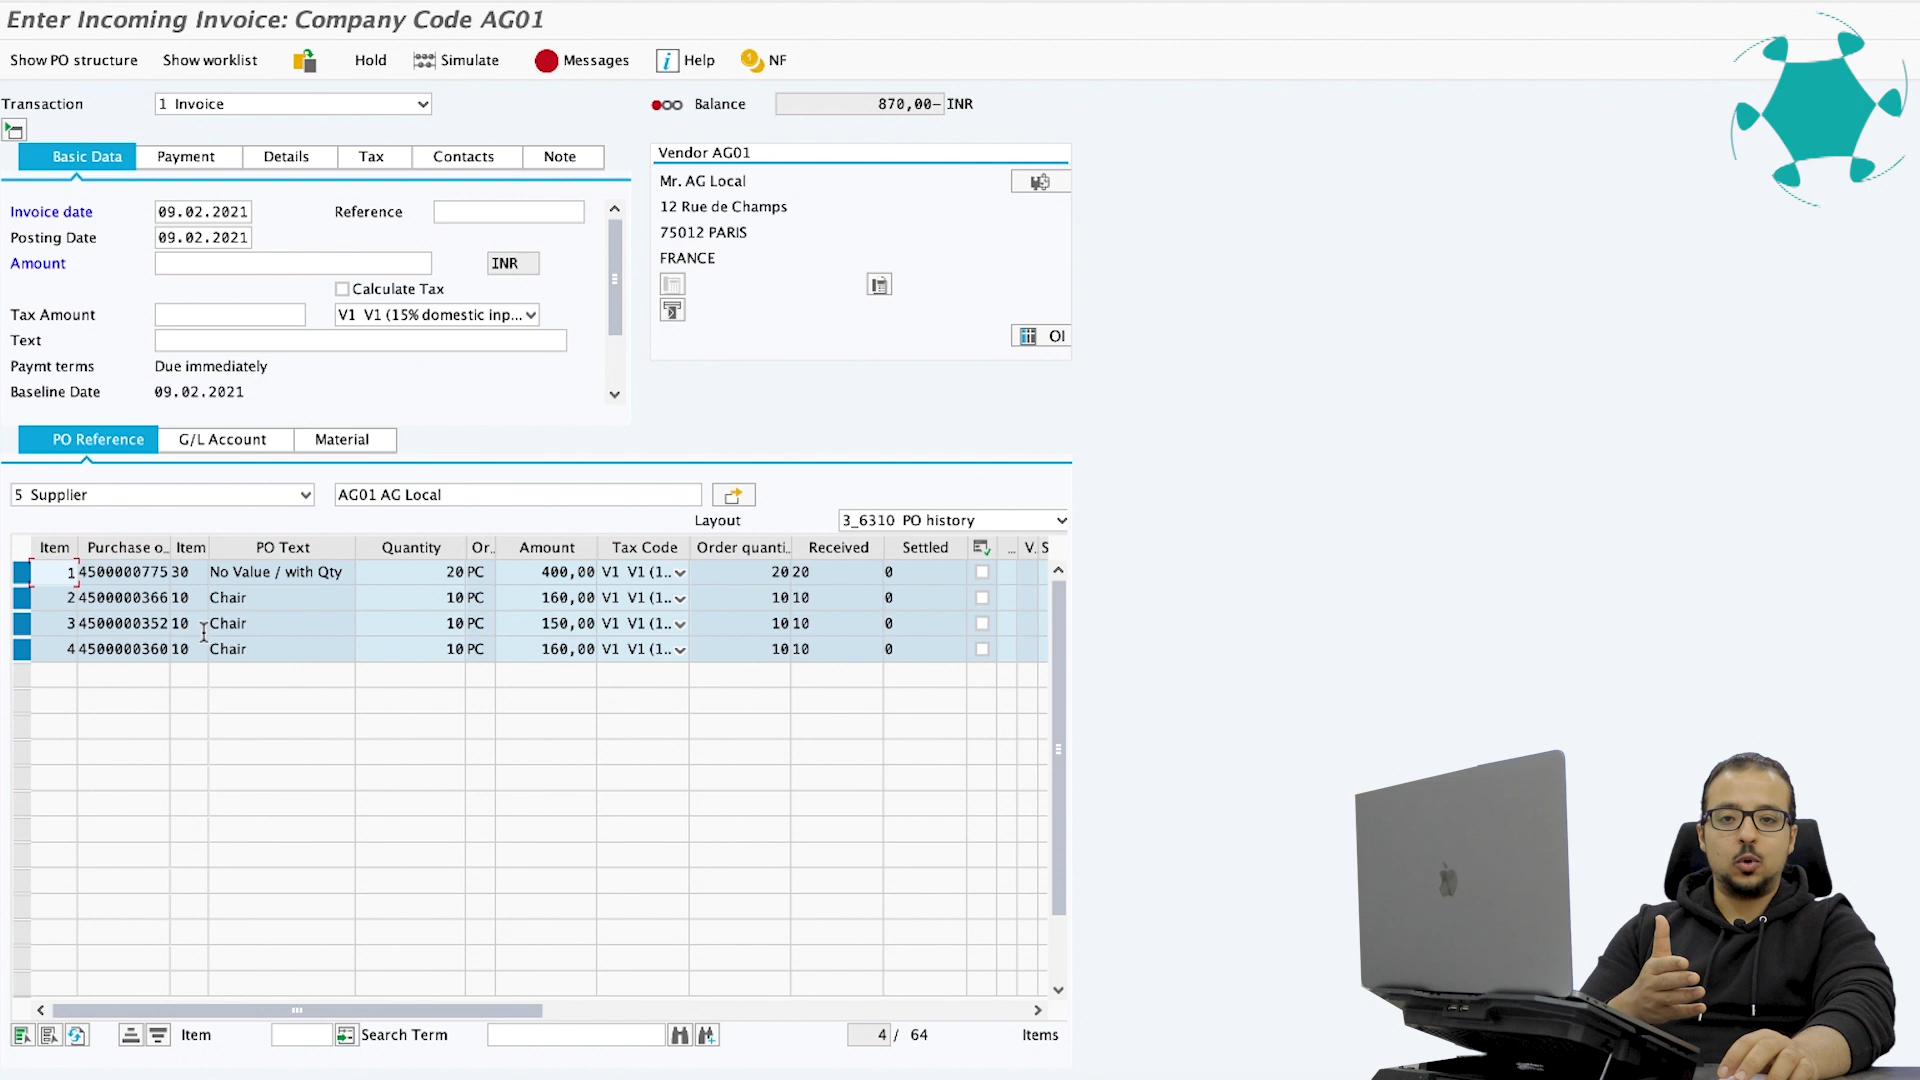 Enter Incoming Invoice: Company Code AG01
Show PO structure Show worklist Hold Simulate Messages Help NF
Transaction 1 Invoice Balance 870,00- INR
Basic Data Payment Details Tax Contacts Note
Invoice date 09.02.2021 Reference
Posting Date 09.02.2021
Amount INR
Calculate Tax
Tax Amount V1 V1 (15% domestic inp...
Text
Paymt terms Due immediately
Baseline Date 09.02.2021
Vendor AG01
Mr. AG Local
12 Rue de Champs
75012 PARIS
FRANCE
OI
PO Reference G/L Account Material
5 Supplier AG01 AG Local
Layout 3_6310 PO history
Item Purchase o.. Item PO Text Quantity Or.. Amount Tax Code Order quanti.. Received Settled ... V. S
1 4500000775 30 No Value / with Qty 20 PC 400,00 V1 V1 (1.. 20 20 0
2 4500000366 10 Chair 10 PC 160,00 V1 V1 (1.. 10 10 0
3 4500000352 10 Chair 10 PC 150,00 V1 V1 (1.. 10 10 0
4 4500000360 10 Chair 10 PC 160,00 V1 V1 (1.. 10 10 0
Item Search Term 4 / 64 Items